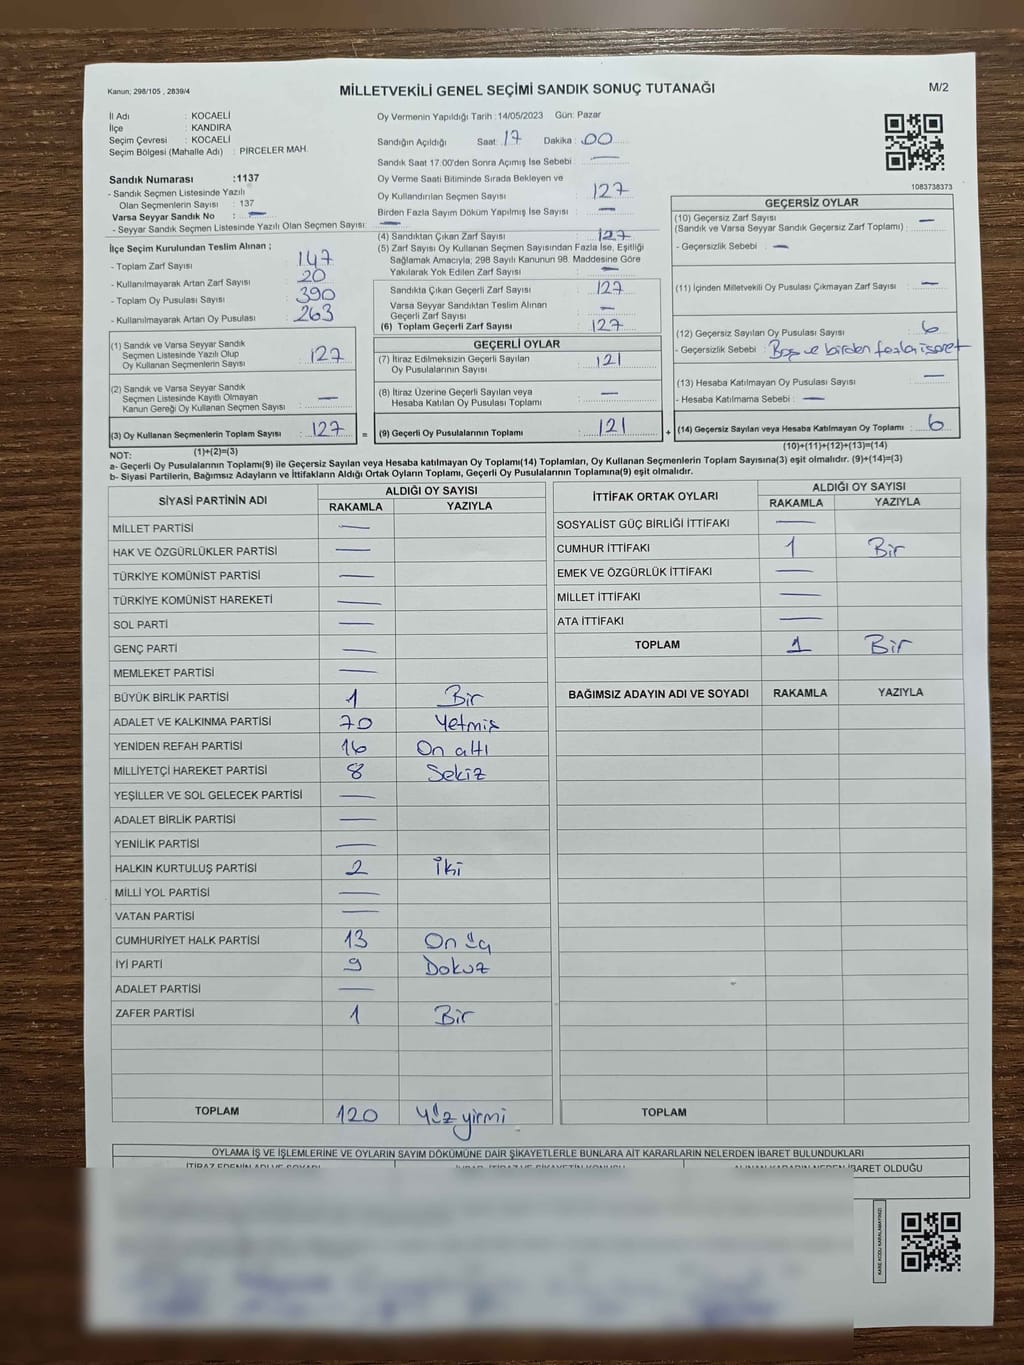 Kanun; 298/105 , 2839/4
MİLLETVEKİLİ GENEL SEÇİMİ SANDIK SONUÇ TUTANAĞI
M/2
İl Adı : KOCAELİ
İlçe : KANDIRA
Seçim Çevresi : KOCAELİ
Seçim Bölgesi (Mahalle Adı) : PİRCELER MAH.
Sandık Numarası :1137
- Sandık Seçmen Listesinde Yazılı
Olan Seçmenlerin Sayısı : 137
Varsa Seyyar Sandık No : —
- Seyyar Sandık Seçmen Listesinde Yazılı Olan Seçmen Sayısı: —
İlçe Seçim Kurulundan Teslim Alınan ;
- Toplam Zarf Sayısı : 147
- Kullanılmayarak Artan Zarf Sayısı : 20
- Toplam Oy Pusulası Sayısı : 390
- Kullanılmayarak Artan Oy Pusulası : 263
(1) Sandık ve Varsa Seyyar Sandık
Seçmen Listesinde Yazılı Olup
Oy Kullanan Seçmenlerin Sayısı : 127
(2) Sandık ve Varsa Seyyar Sandık
Seçmen Listesinde Kayıtlı Olmayan
Kanun Gereği Oy Kullanan Seçmen Sayısı : —
(3) Oy Kullanan Seçmenlerin Toplam Sayısı : 127
Oy Vermenin Yapıldığı Tarih : 14/05/2023 Gün: Pazar
Sandığın Açıldığı Saat: 17 Dakika : 00
Sandık Saat 17.00'den Sonra Açımış İse Sebebi : —
Oy Verme Saati Bitiminde Sırada Bekleyen ve
Oy Kullandırılan Seçmen Sayısı : 127
Birden Fazla Sayım Döküm Yapılmış İse Sayısı : —
(4) Sandıktan Çıkan Zarf Sayısı : 127
(5) Zarf Sayısı Oy Kullanan Seçmen Sayısından Fazla İse, Eşitliği
Sağlamak Amacıyla; 298 Sayılı Kanunun 98. Maddesine Göre
Yakılarak Yok Edilen Zarf Sayısı : —
Sandıkta Çıkan Geçerli Zarf Sayısı : 127
Varsa Seyyar Sandıktan Teslim Alınan
Geçerli Zarf Sayısı : —
(6) Toplam Geçerli Zarf Sayısı : 127
GEÇERLİ OYLAR
(7) İtiraz Edilmeksizin Geçerli Sayılan
Oy Pusulalarının Sayısı : 121
(8) İtiraz Üzerine Geçerli Sayılan veya
Hesaba Katılan Oy Pusulası Toplamı : —
= (9) Geçerli Oy Pusulalarının Toplamı : 121
1083738373
GEÇERSİZ OYLAR
(10) Geçersiz Zarf Sayısı
(Sandık ve Varsa Seyyar Sandık Geçersiz Zarf Toplamı) : —
- Geçersizlik Sebebi : —
(11) İçinden Milletvekili Oy Pusulası Çıkmayan Zarf Sayısı : —
(12) Geçersiz Sayılan Oy Pusulası Sayısı : 6
- Geçersizlik Sebebi : Boş ve birden fazla işaret
(13) Hesaba Katılmayan Oy Pusulası Sayısı : —
- Hesaba Katılmama Sebebi : —
+ (14) Geçersiz Sayılan veya Hesaba Katılmayan Oy Toplamı : 6
NOT: (1)+(2)=(3) (10)+(11)+(12)+(13)=(14)
a- Geçerli Oy Pusulalarının Toplamı(9) ile Geçersiz Sayılan veya Hesaba katılmayan Oy Toplamı(14) Toplamları, Oy Kullanan Seçmenlerin Toplam Sayısına(3) eşit olmalıdır. (9)+(14)=(3)
b- Siyasi Partilerin, Bağımsız Adayların ve İttifakların Aldığı Ortak Oyların Toplamı, Geçerli Oy Pusulalarının Toplamına(9) eşit olmalıdır.
SİYASİ PARTİNİN ADI ALDIĞI OY SAYISI
RAKAMLA YAZIYLA
MİLLET PARTİSİ —
HAK VE ÖZGÜRLÜKLER PARTİSİ —
TÜRKİYE KOMÜNİST PARTİSİ —
TÜRKİYE KOMÜNİST HAREKETİ —
SOL PARTİ —
GENÇ PARTİ —
MEMLEKET PARTİSİ —
BÜYÜK BİRLİK PARTİSİ 1 Bir
ADALET VE KALKINMA PARTİSİ 70 Yetmiş
YENİDEN REFAH PARTİSİ 16 On altı
MİLLİYETÇİ HAREKET PARTİSİ 8 Sekiz
YEŞİLLER VE SOL GELECEK PARTİSİ —
ADALET BİRLİK PARTİSİ —
YENİLİK PARTİSİ —
HALKIN KURTULUŞ PARTİSİ 2 İki
MİLLİ YOL PARTİSİ —
VATAN PARTİSİ —
CUMHURİYET HALK PARTİSİ 13 On üç
İYİ PARTİ 9 Dokuz
ADALET PARTİSİ —
ZAFER PARTİSİ 1 Bir
TOPLAM 120 Yüz yirmi
İTTİFAK ORTAK OYLARI ALDIĞI OY SAYISI
RAKAMLA YAZIYLA
SOSYALİST GÜÇ BİRLİĞİ İTTİFAKI —
CUMHUR İTTİFAKI 1 Bir
EMEK VE ÖZGÜRLÜK İTTİFAKI —
MİLLET İTTİFAKI —
ATA İTTİFAKI —
TOPLAM 1 Bir
BAĞIMSIZ ADAYIN ADI VE SOYADI RAKAMLA YAZIYLA
TOPLAM
OYLAMA İŞ VE İŞLEMLERİNE VE OYLARIN SAYIM DÖKÜMÜNE DAİR ŞİKAYETLERLE BUNLARA AİT KARARLARIN NELERDEN İBARET BULUNDUKLARI
İBARET OLDUĞU
KARE KODU KARALAMAYINIZ!